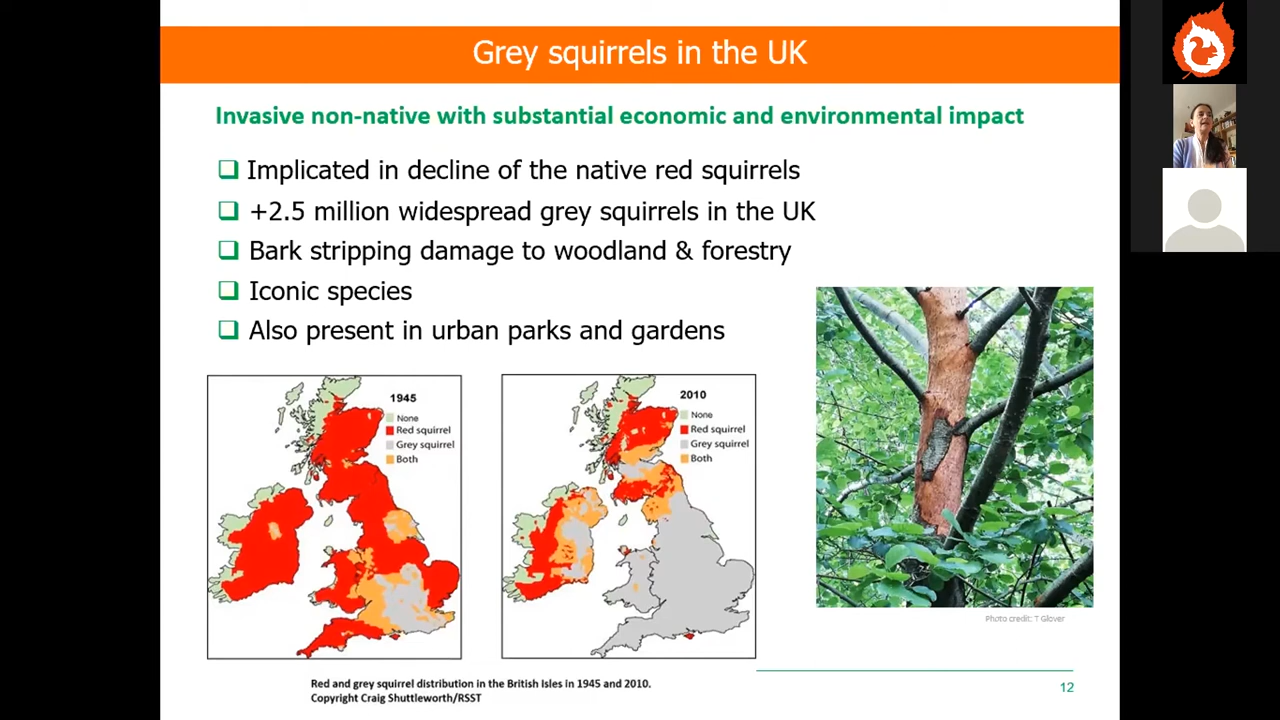 Grey squirrels in the UK
Invasive non-native with substantial economic and environmental impact
Implicated in decline of the native red squirrels
+2.5 million widespread grey squirrels in the UK
Bark stripping damage to woodland & forestry
Iconic species
Also present in urban parks and gardens
1945
None
Red squirrel
Grey squirrel
Both
2010
None
Red squirrel
Grey squirrel
Both
Photo credit: T Glover
Red and grey squirrel distribution in the British Isles in 1945 and 2010.
Copyright Craig Shuttleworth/RSST
12